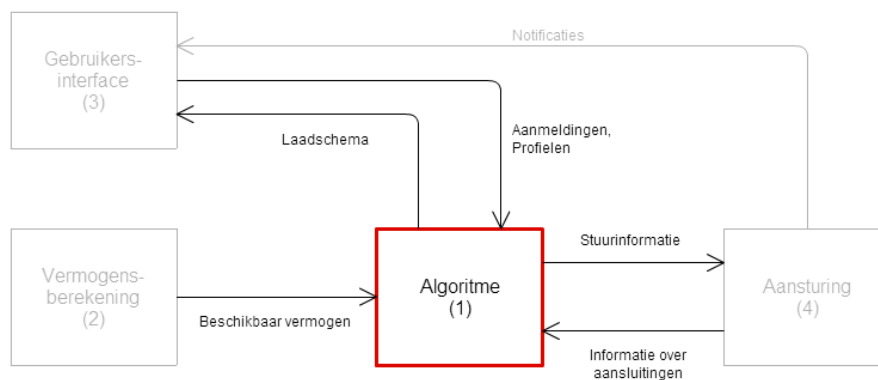 Gebruikers-
interface
(3)
Notificaties
Laadschema
Aanmeldingen,
Profielen
Vermogens-
berekening
(2)
Beschikbaar vermogen
Algoritme
(1)
Stuurinformatie
Informatie over
aansluitingen
Aansturing
(4)